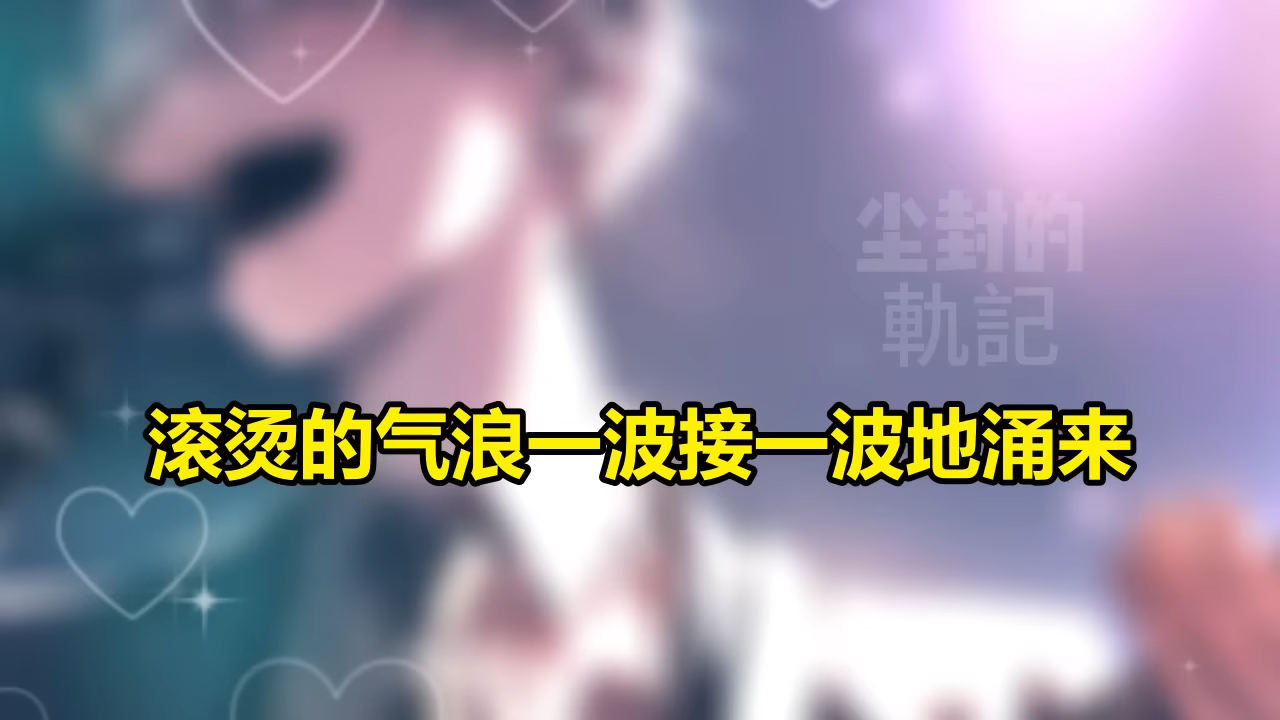 尘封的
軌記
滚烫的气浪一波接一波地涌来